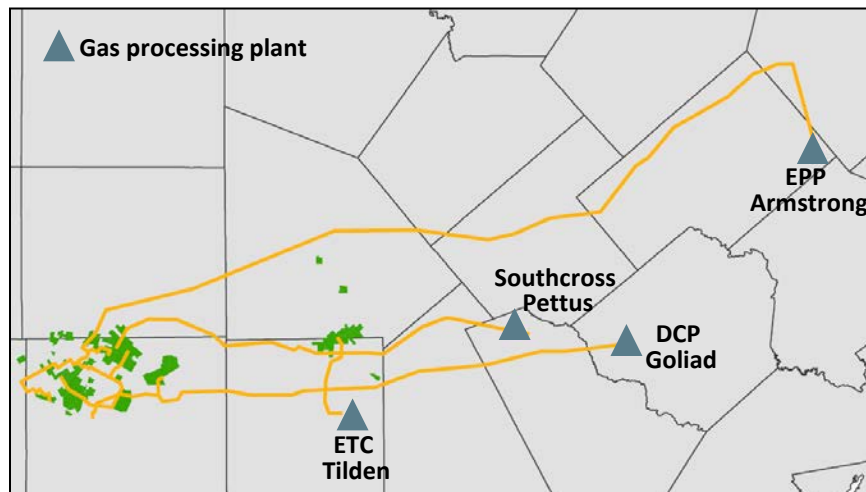 Gas processing plant
EPP
Armstrong
Southcross
Pettus
DCP
Goliad
ETC
Tilden